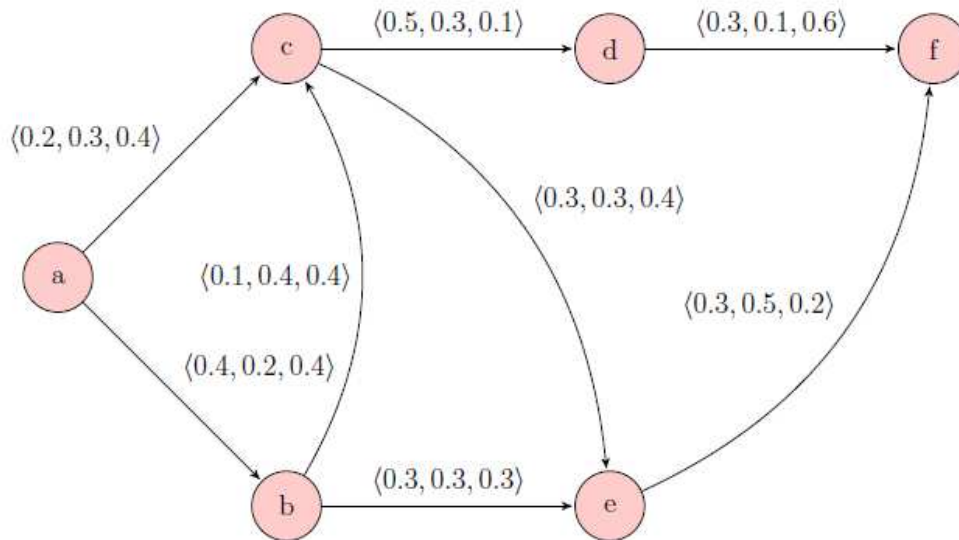 c
⟨0.5, 0.3, 0.1⟩
d
⟨0.3, 0.1, 0.6⟩
f
⟨0.2, 0.3, 0.4⟩
⟨0.3, 0.3, 0.4⟩
a
⟨0.1, 0.4, 0.4⟩
⟨0.3, 0.5, 0.2⟩
⟨0.4, 0.2, 0.4⟩
b
⟨0.3, 0.3, 0.3⟩
e